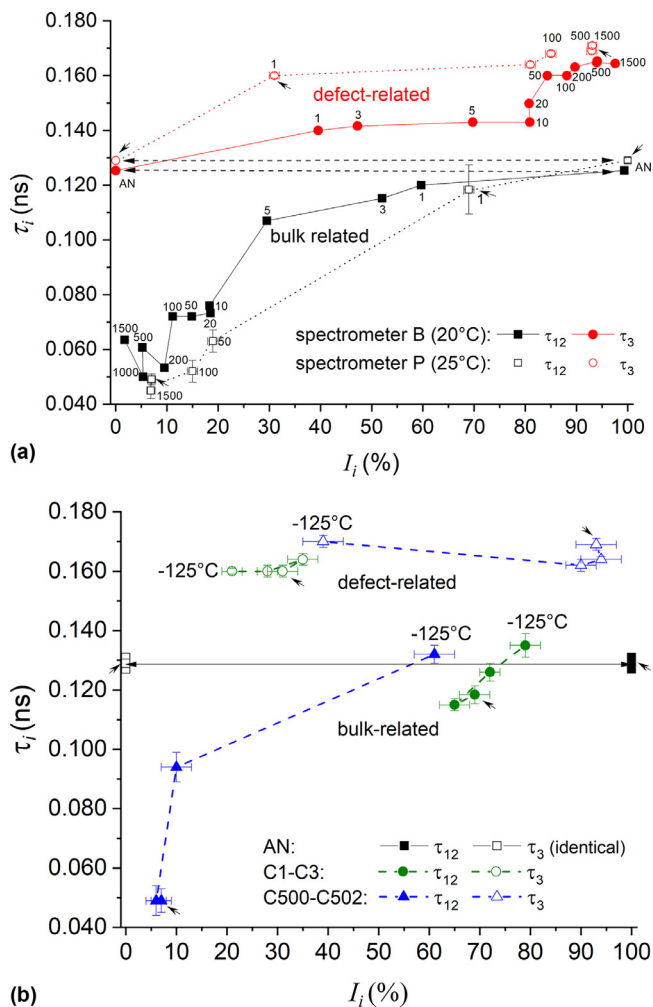 0.180
0.160
0.140
0.120
0.100
0.080
0.060
0.040
τi (ns)
1
100
500 1500
defect-related
1
3
5
50
100
200
500
1500
20
10
AN
AN
5
3
1
1
bulk related
1500
500
100
50
10
20
50
1000
200
100
1500
spectrometer B (20°C): τ12 τ3
spectrometer P (25°C): τ12 τ3
0 10 20 30 40 50 60 70 80 90 100
(a)
Ii (%)
0.180
0.160
0.140
0.120
0.100
0.080
0.060
0.040
τi (ns)
-125°C
-125°C
defect-related
-125°C
-125°C
bulk-related
AN: τ12 τ3 (identical)
C1-C3: τ12 τ3
C500-C502: τ12 τ3
0 10 20 30 40 50 60 70 80 90 100
(b)
Ii (%)